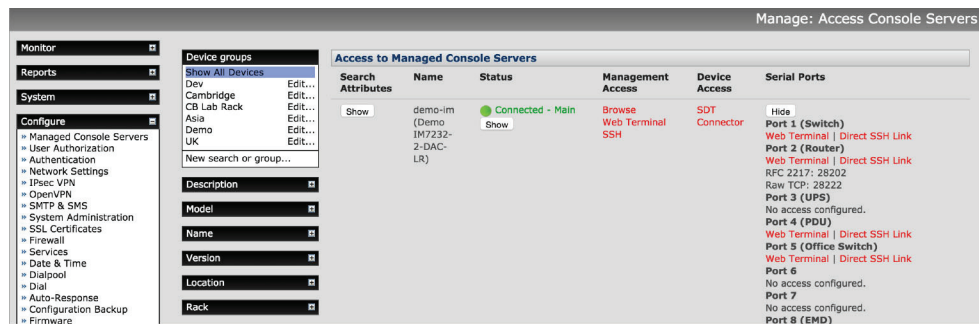 Manage: Access Console Servers
Monitor
Reports
System
Configure
» Managed Console Servers
» User Authorization
» Authentication
» Network Settings
» IPsec VPN
» OpenVPN
» SMTP & SMS
» System Administration
» SSL Certificates
» Firewall
» Services
» Date & Time
» Dialpool
» Dial
» Auto-Response
» Configuration Backup
» Firmware
Device groups
Show All Devices
Dev Edit...
Cambridge Edit...
CB Lab Rack Edit...
Asia Edit...
Demo Edit...
UK Edit...
New search or group...
Description
Model
Name
Version
Location
Rack
Access to Managed Console Servers
Search Attributes
Name
Status
Management Access
Device Access
Serial Ports
Show
demo-im
(Demo
IM7232-
2-DAC-
LR)
Connected - Main
Show
Browse
Web Terminal
SSH
SDT
Connector
Hide
Port 1 (Switch)
Web Terminal | Direct SSH Link
Port 2 (Router)
Web Terminal | Direct SSH Link
RFC 2217: 28202
Raw TCP: 28222
Port 3 (UPS)
No access configured.
Port 4 (PDU)
Web Terminal | Direct SSH Link
Port 5 (Office Switch)
Web Terminal | Direct SSH Link
Port 6
No access configured.
Port 7
No access configured.
Port 8 (EMD)